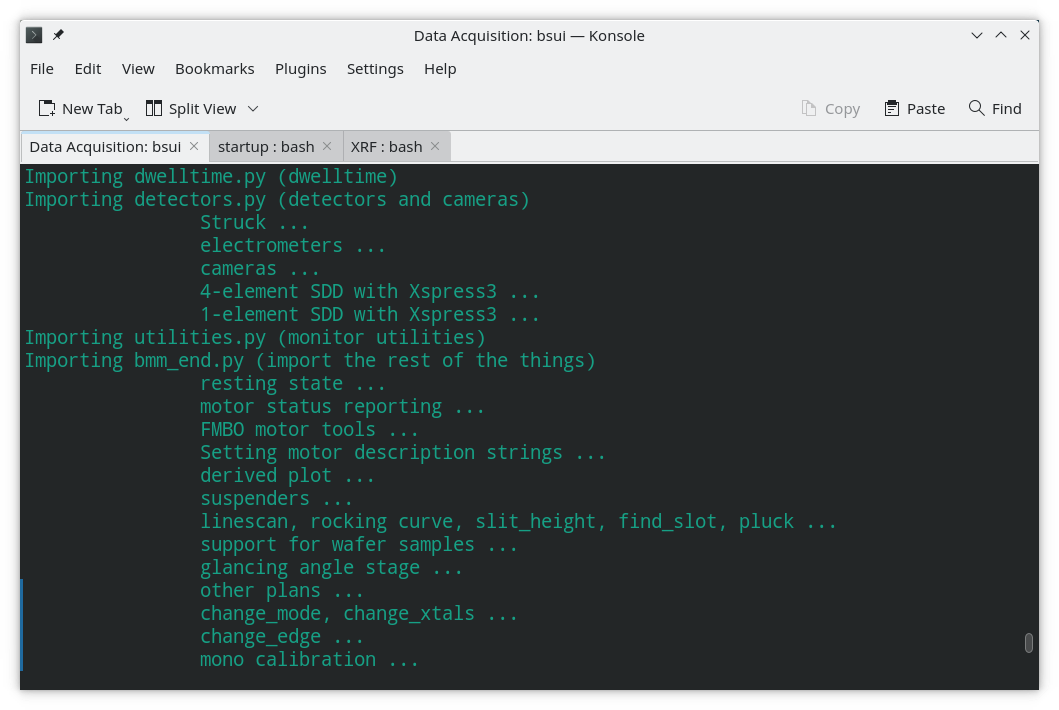 Data Acquisition: bsui — Konsole
File Edit View Bookmarks Plugins Settings Help
New Tab Split View Copy Paste Find
Data Acquisition: bsui startup : bash XRF : bash
Importing dwelltime.py (dwelltime)
Importing detectors.py (detectors and cameras)
Struck ...
electrometers ...
cameras ...
4-element SDD with Xspress3 ...
1-element SDD with Xspress3 ...
Importing utilities.py (monitor utilities)
Importing bmm_end.py (import the rest of the things)
resting state ...
motor status reporting ...
FMBO motor tools ...
Setting motor description strings ...
derived plot ...
suspenders ...
linescan, rocking curve, slit_height, find_slot, pluck ...
support for wafer samples ...
glancing angle stage ...
other plans ...
change_mode, change_xtals ...
change_edge ...
mono calibration ...